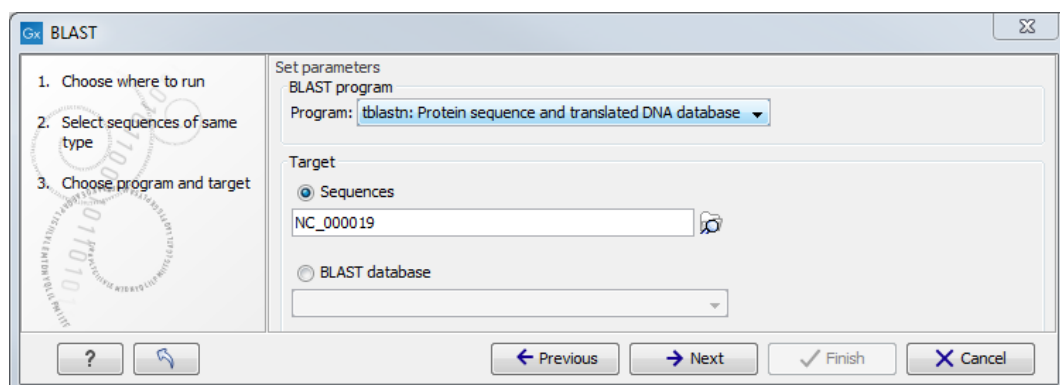 Gx BLAST
1. Choose where to run
2. Select sequences of same
type
3. Choose program and target
Set parameters
BLAST program
Program: tblastn: Protein sequence and translated DNA database
Target
Sequences
NC_000019
BLAST database
?
Previous
Next
Finish
Cancel